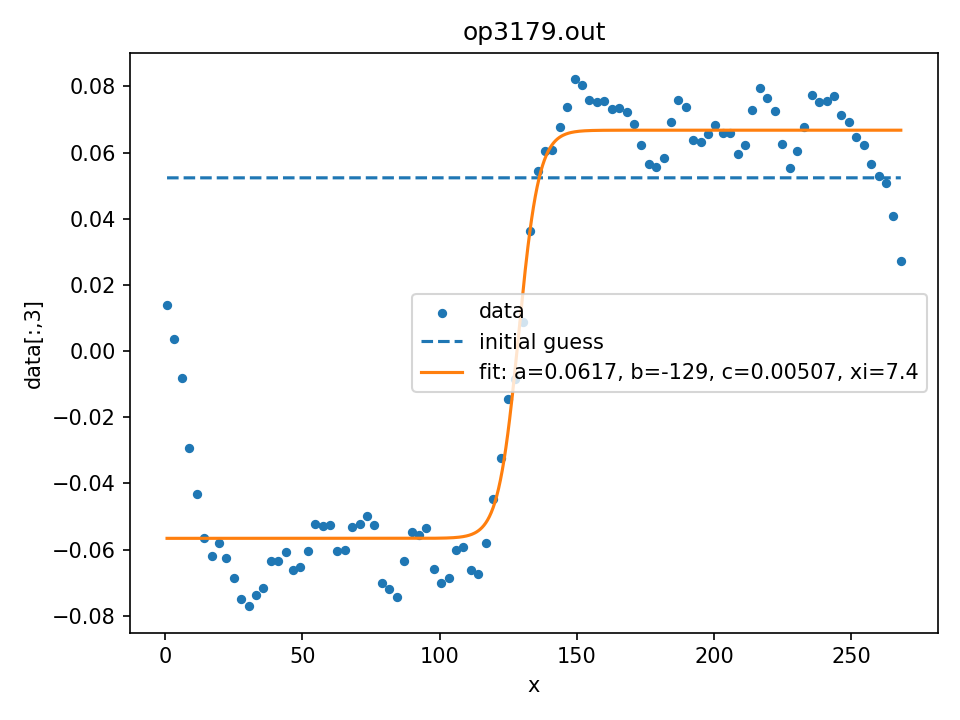 op3179.out
0.08
0.06
0.04
0.02
0.00
−0.02
−0.04
−0.06
−0.08
data[:,3]
data
initial guess
fit: a=0.0617, b=-129, c=0.00507, xi=7.4
0 50 100 150 200 250
x